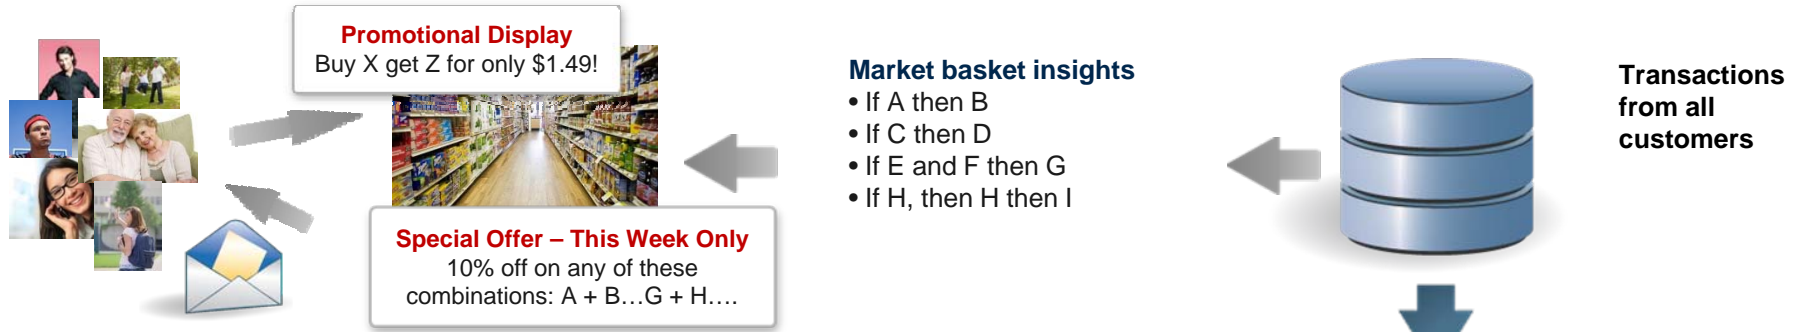 Promotional Display
Buy X get Z for only $1.49!
Special Offer – This Week Only
10% off on any of these
combinations: A + B…G + H….
Market basket insights
• If A then B
• If C then D
• If E and F then G
• If H, then H then I
Transactions
from all
customers